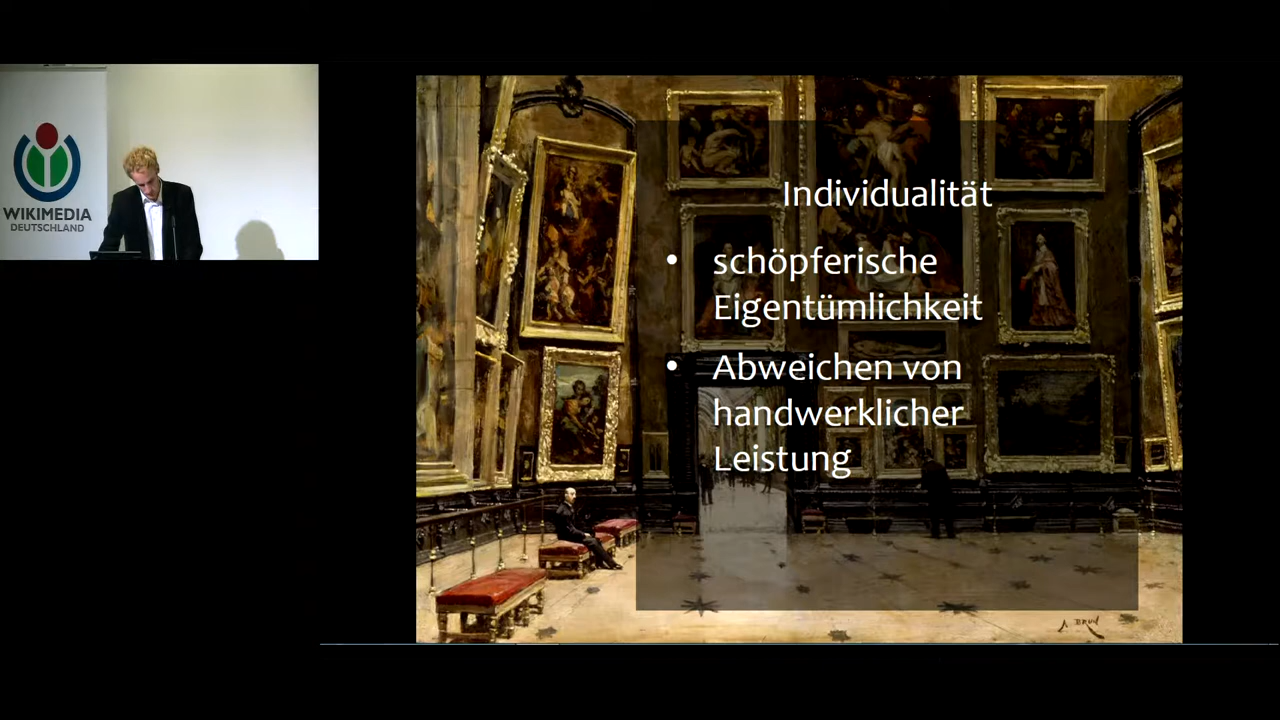 WIKIMEDIA
DEUTSCHLAND
Individualität
• schöpferische
Eigentümlichkeit
• Abweichen von
handwerklicher
Leistung
A BRUN